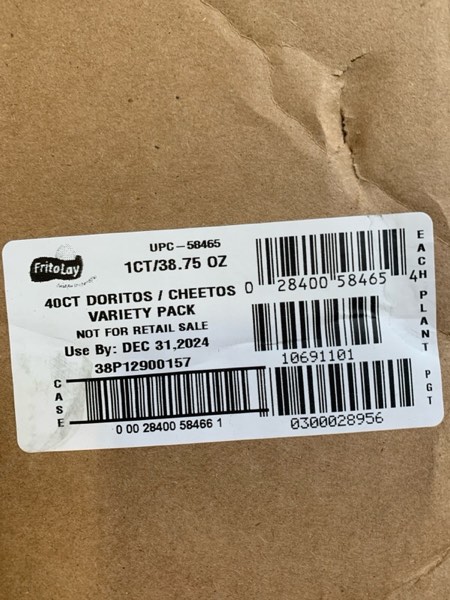 FritoLay
UPC-58465
1CT/38.75 OZ
40CT DORITOS / CHEETOS
VARIETY PACK
NOT FOR RETAIL SALE
Use By: DEC 31,2024
38P12900157
CASE
0 00 28400 58466 1
0 28400 58465 4
10691101
0300028956
EACH PLANT PGT